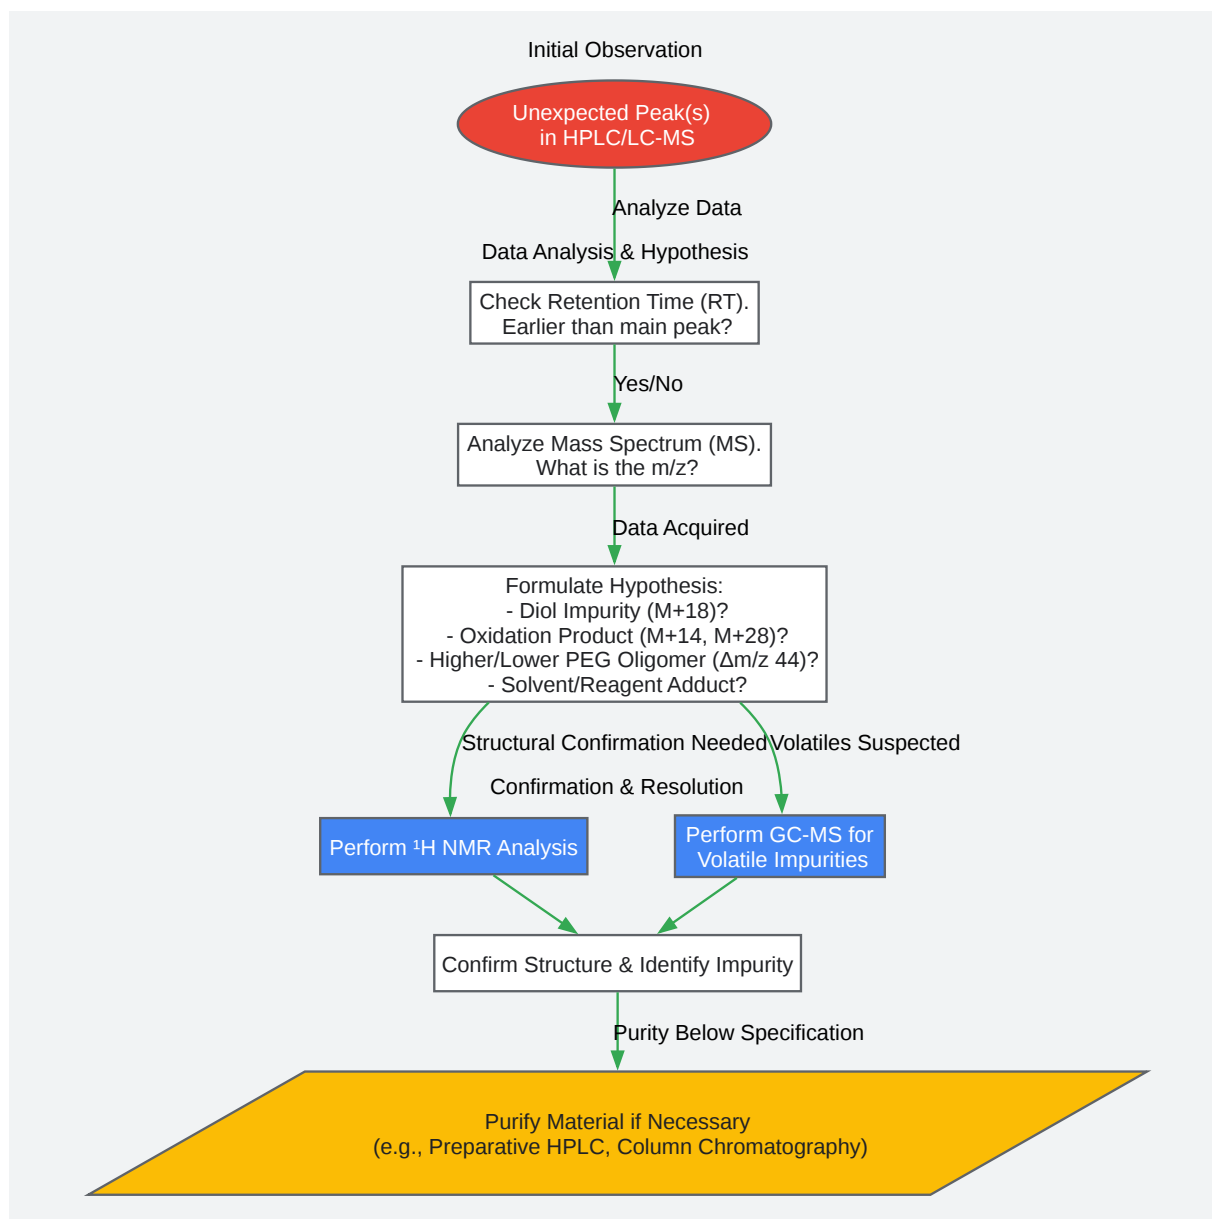 Initial Observation
Unexpected Peak(s)
in HPLC/LC-MS
Analyze Data
Data Analysis & Hypothesis
Check Retention Time (RT).
Earlier than main peak?
Yes/No
Analyze Mass Spectrum (MS).
What is the m/z?
Data Acquired
Formulate Hypothesis:
- Diol Impurity (M+18)?
- Oxidation Product (M+14, M+28)?
- Higher/Lower PEG Oligomer (Δm/z 44)?
- Solvent/Reagent Adduct?
Structural Confirmation Needed
Volatiles Suspected
Confirmation & Resolution
Perform ¹H NMR Analysis
Perform GC-MS for
Volatile Impurities
Confirm Structure & Identify Impurity
Purity Below Specification
Purify Material if Necessary
(e.g., Preparative HPLC, Column Chromatography)